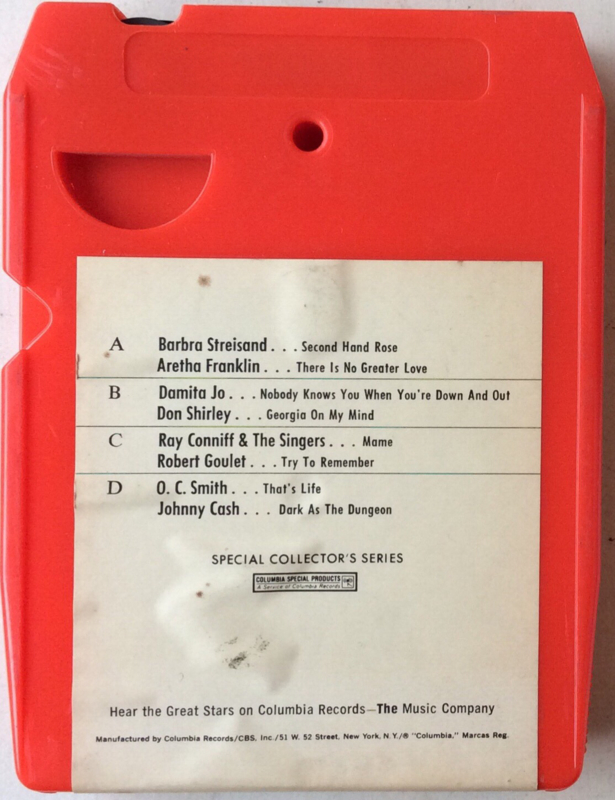 A Barbra Streisand . . . Second Hand Rose
Aretha Franklin . . . There Is No Greater Love
B Damita Jo . . . Nobody Knows You When You're Down And Out
Don Shirley . . . Georgia On My Mind
C Ray Conniff & The Singers . . . Mame
Robert Goulet . . . Try To Remember
D O. C. Smith . . . That's Life
Johnny Cash . . . Dark As The Dungeon
SPECIAL COLLECTOR'S SERIES
COLUMBIA SPECIAL PRODUCTS
A Service of Columbia Records
Hear the Great Stars on Columbia Records—The Music Company
Manufactured by Columbia Records/CBS, Inc./51 W. 52 Street, New York, N.Y./® "Columbia," Marcas Reg.